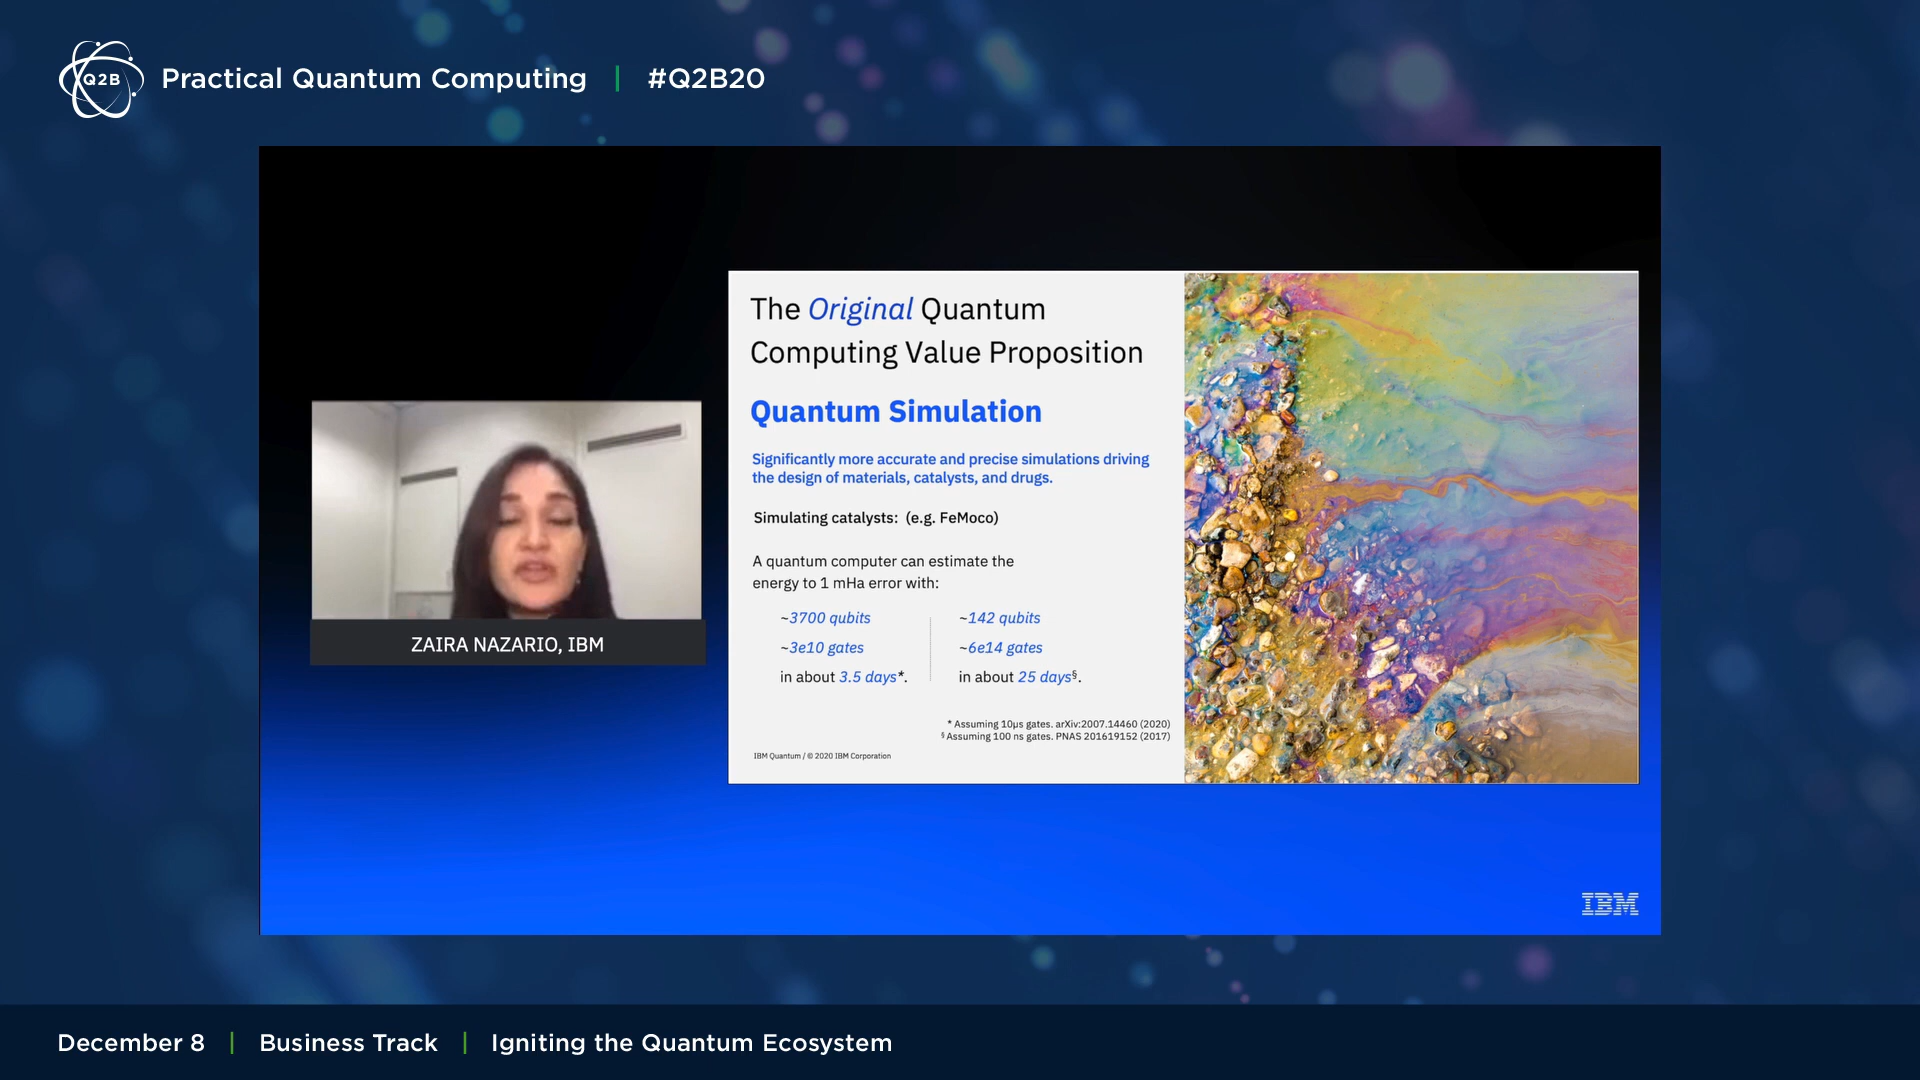 Q2B
Practical Quantum Computing | #Q2B20
The Original Quantum
Computing Value Proposition
Quantum Simulation
Significantly more accurate and precise simulations driving
the design of materials, catalysts, and drugs.
Simulating catalysts: (e.g. FeMoco)
A quantum computer can estimate the
energy to 1 mHa error with:
~3700 qubits
~3e10 gates
in about 3.5 days*.
~142 qubits
~6e14 gates
in about 25 days§.
* Assuming 10µs gates. arXiv:2007.14460 (2020)
§ Assuming 100 ns gates. PNAS 201619152 (2017)
IBM Quantum / © 2020 IBM Corporation
ZAIRA NAZARIO, IBM
IBM
December 8 | Business Track | Igniting the Quantum Ecosystem